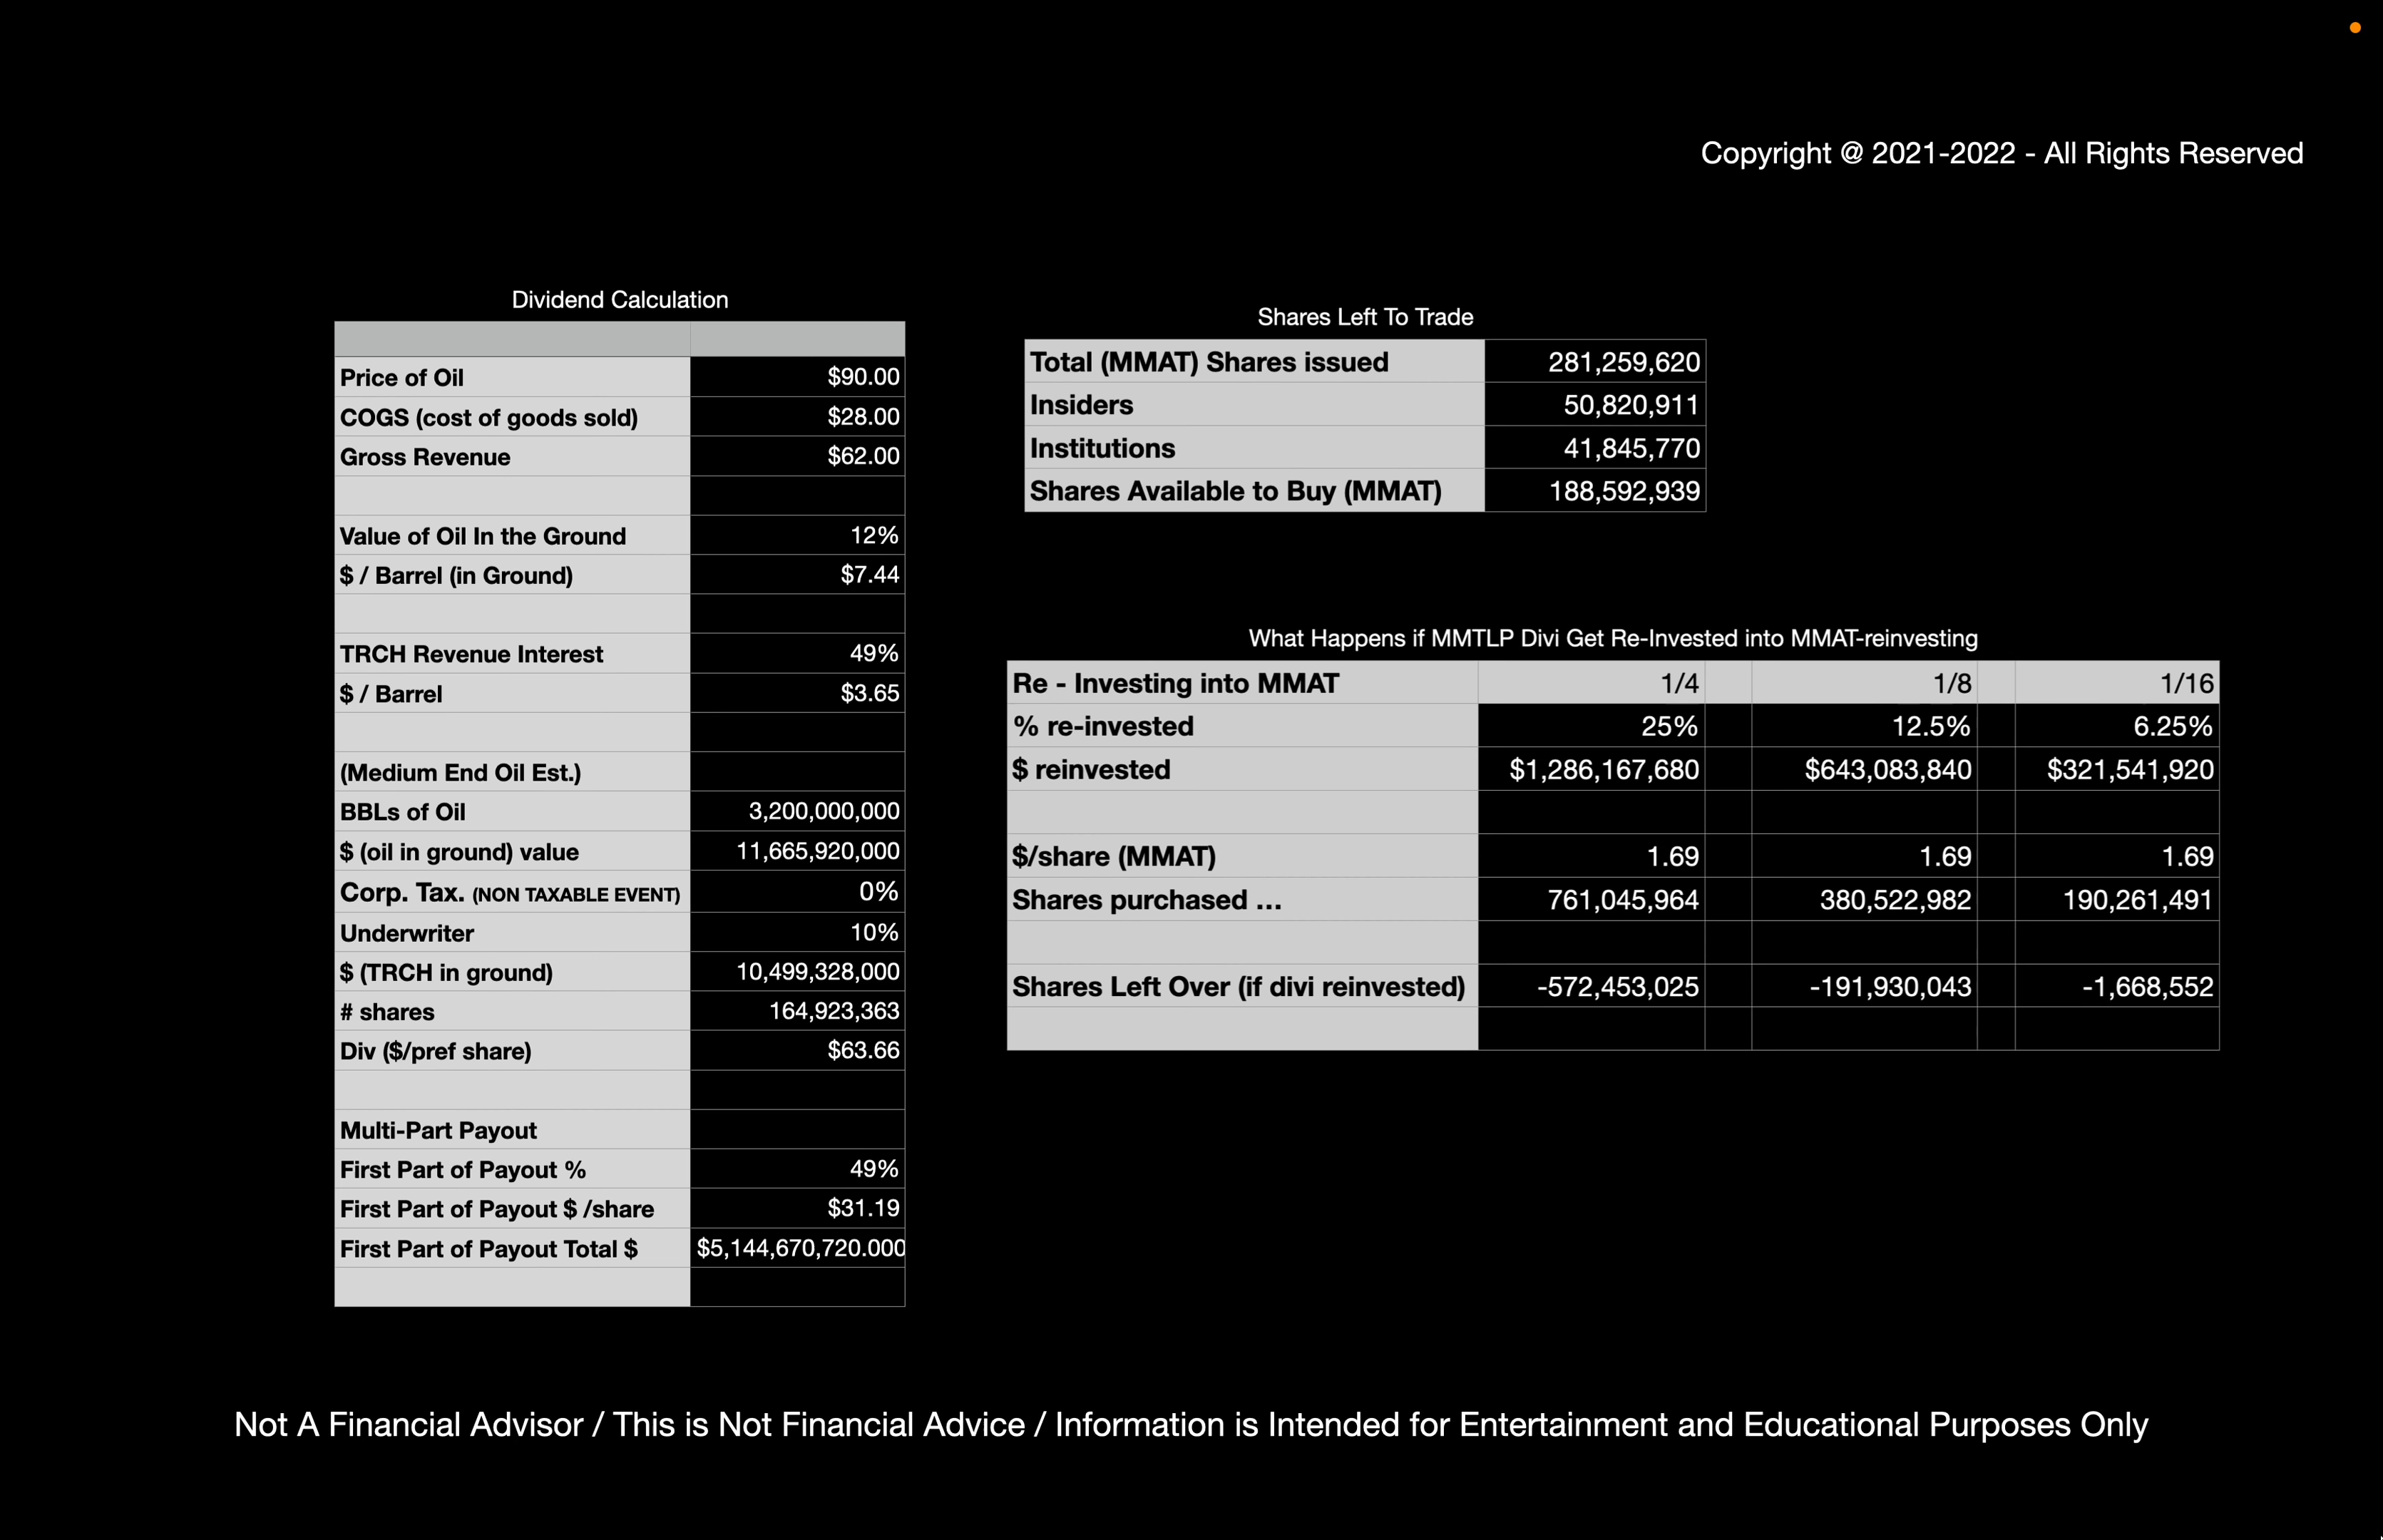 Copyright @ 2021-2022 - All Rights Reserved
Dividend Calculation
Price of Oil $90.00
COGS (cost of goods sold) $28.00
Gross Revenue $62.00
Value of Oil In the Ground 12%
$ / Barrel (in Ground) $7.44
TRCH Revenue Interest 49%
$ / Barrel $3.65
(Medium End Oil Est.)
BBLs of Oil 3,200,000,000
$ (oil in ground) value 11,665,920,000
Corp. Tax. (NON TAXABLE EVENT) 0%
Underwriter 10%
$ (TRCH in ground) 10,499,328,000
# shares 164,923,363
Div ($/pref share) $63.66
Multi-Part Payout
First Part of Payout % 49%
First Part of Payout $ /share $31.19
First Part of Payout Total $ $5,144,670,720.000
Shares Left To Trade
Total (MMAT) Shares issued 281,259,620
Insiders 50,820,911
Institutions 41,845,770
Shares Available to Buy (MMAT) 188,592,939
What Happens if MMTLP Divi Get Re-Invested into MMAT-reinvesting
Re - Investing into MMAT 1/4 1/8 1/16
% re-invested 25% 12.5% 6.25%
$ reinvested $1,286,167,680 $643,083,840 $321,541,920
$/share (MMAT) 1.69 1.69 1.69
Shares purchased ... 761,045,964 380,522,982 190,261,491
Shares Left Over (if divi reinvested) -572,453,025 -191,930,043 -1,668,552
Not A Financial Advisor / This is Not Financial Advice / Information is Intended for Entertainment and Educational Purposes Only